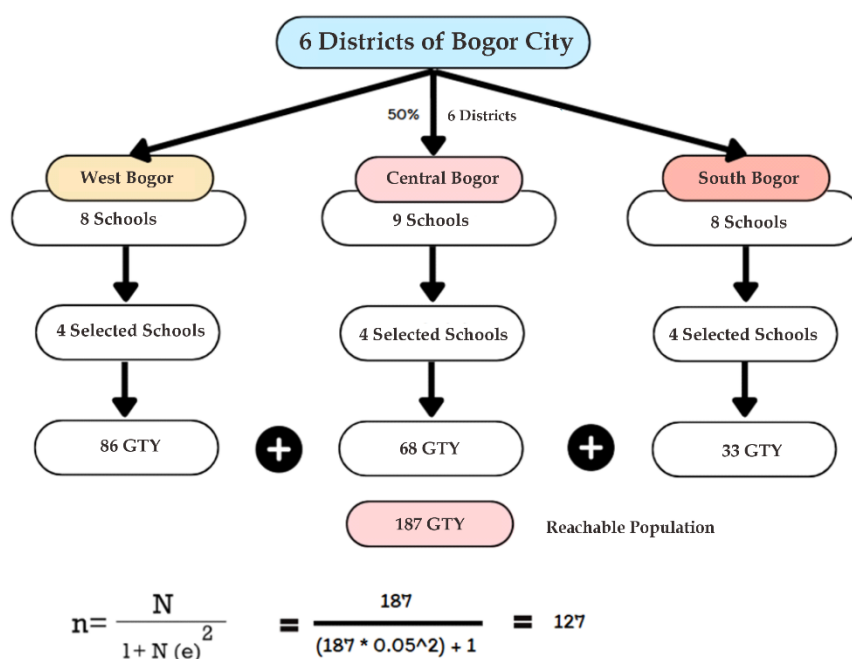 6 Districts of Bogor City
50% 6 Districts
West Bogor Central Bogor South Bogor
8 Schools 9 Schools 8 Schools
4 Selected Schools 4 Selected Schools 4 Selected Schools
86 GTY + 68 GTY + 33 GTY
187 GTY Reachable Population
n= N / 1+ N (e)^2 = 187 / (187 * 0.05^2) + 1 = 127